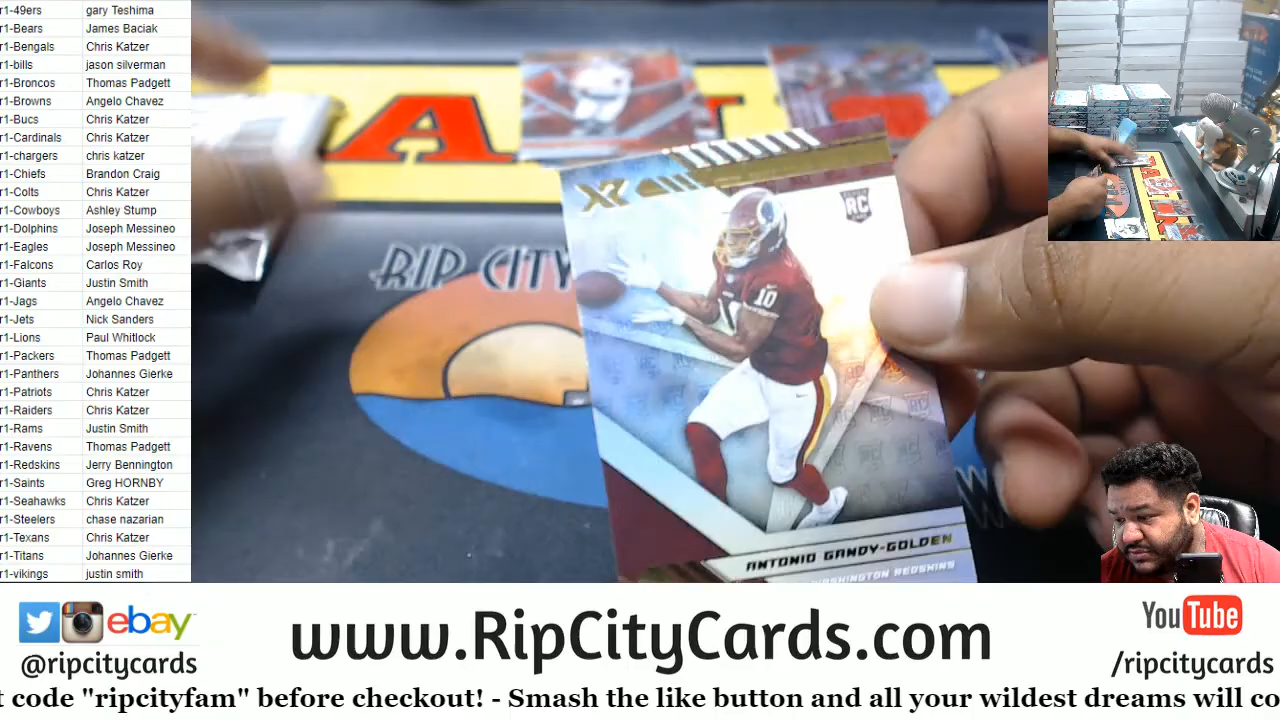 r1-49ers gary Teshima
r1-Bears James Baciak
r1-Bengals Chris Katzer
r1-bills jason silverman
r1-Broncos Thomas Padgett
r1-Browns Angelo Chavez
r1-Bucs Chris Katzer
r1-Cardinals Chris Katzer
r1-chargers chris katzer
r1-Chiefs Brandon Craig
r1-Colts Chris Katzer
r1-Cowboys Ashley Stump
r1-Dolphins Joseph Messineo
r1-Eagles Joseph Messineo
r1-Falcons Carlos Roy
r1-Giants Justin Smith
r1-Jags Angelo Chavez
r1-Jets Nick Sanders
r1-Lions Paul Whitlock
r1-Packers Thomas Padgett
r1-Panthers Johannes Gierke
r1-Patriots Chris Katzer
r1-Raiders Chris Katzer
r1-Rams Justin Smith
r1-Ravens Thomas Padgett
r1-Redskins Jerry Bennington
r1-Saints Greg HORNBY
r1-Seahawks Chris Katzer
r1-Steelers chase nazarian
r1-Texans Chris Katzer
r1-Titans Johannes Gierke
r1-vikings justin smith
RIP CITY
XR
RC
10
ANTONIO GANDY-GOLDEN
WASHINGTON REDSKINS
ebay
@ripcitycards
www.RipCityCards.com
YouTube
/ripcitycards
t code "ripcityfam" before checkout! - Smash the like button and all your wildest dreams will co